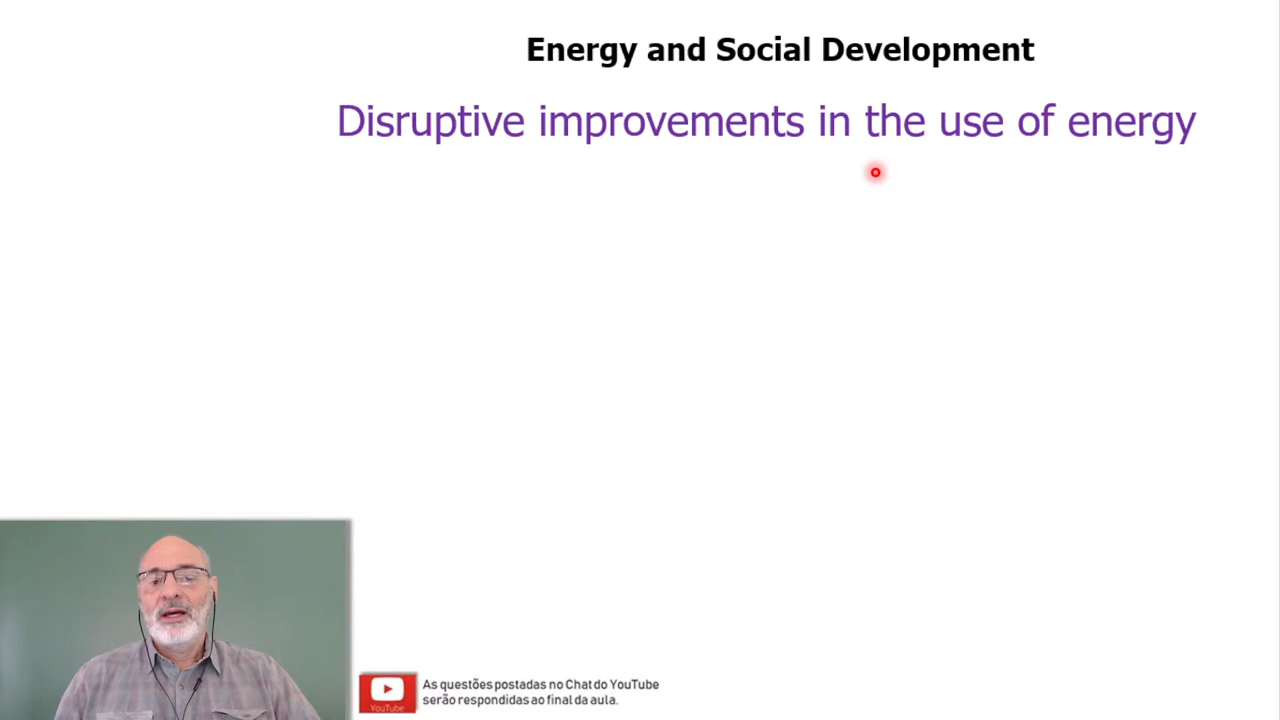 Energy and Social Development
Disruptive improvements in the use of energy
As questões postadas no Chat do YouTube
serão respondidas ao final da aula.
YouTube